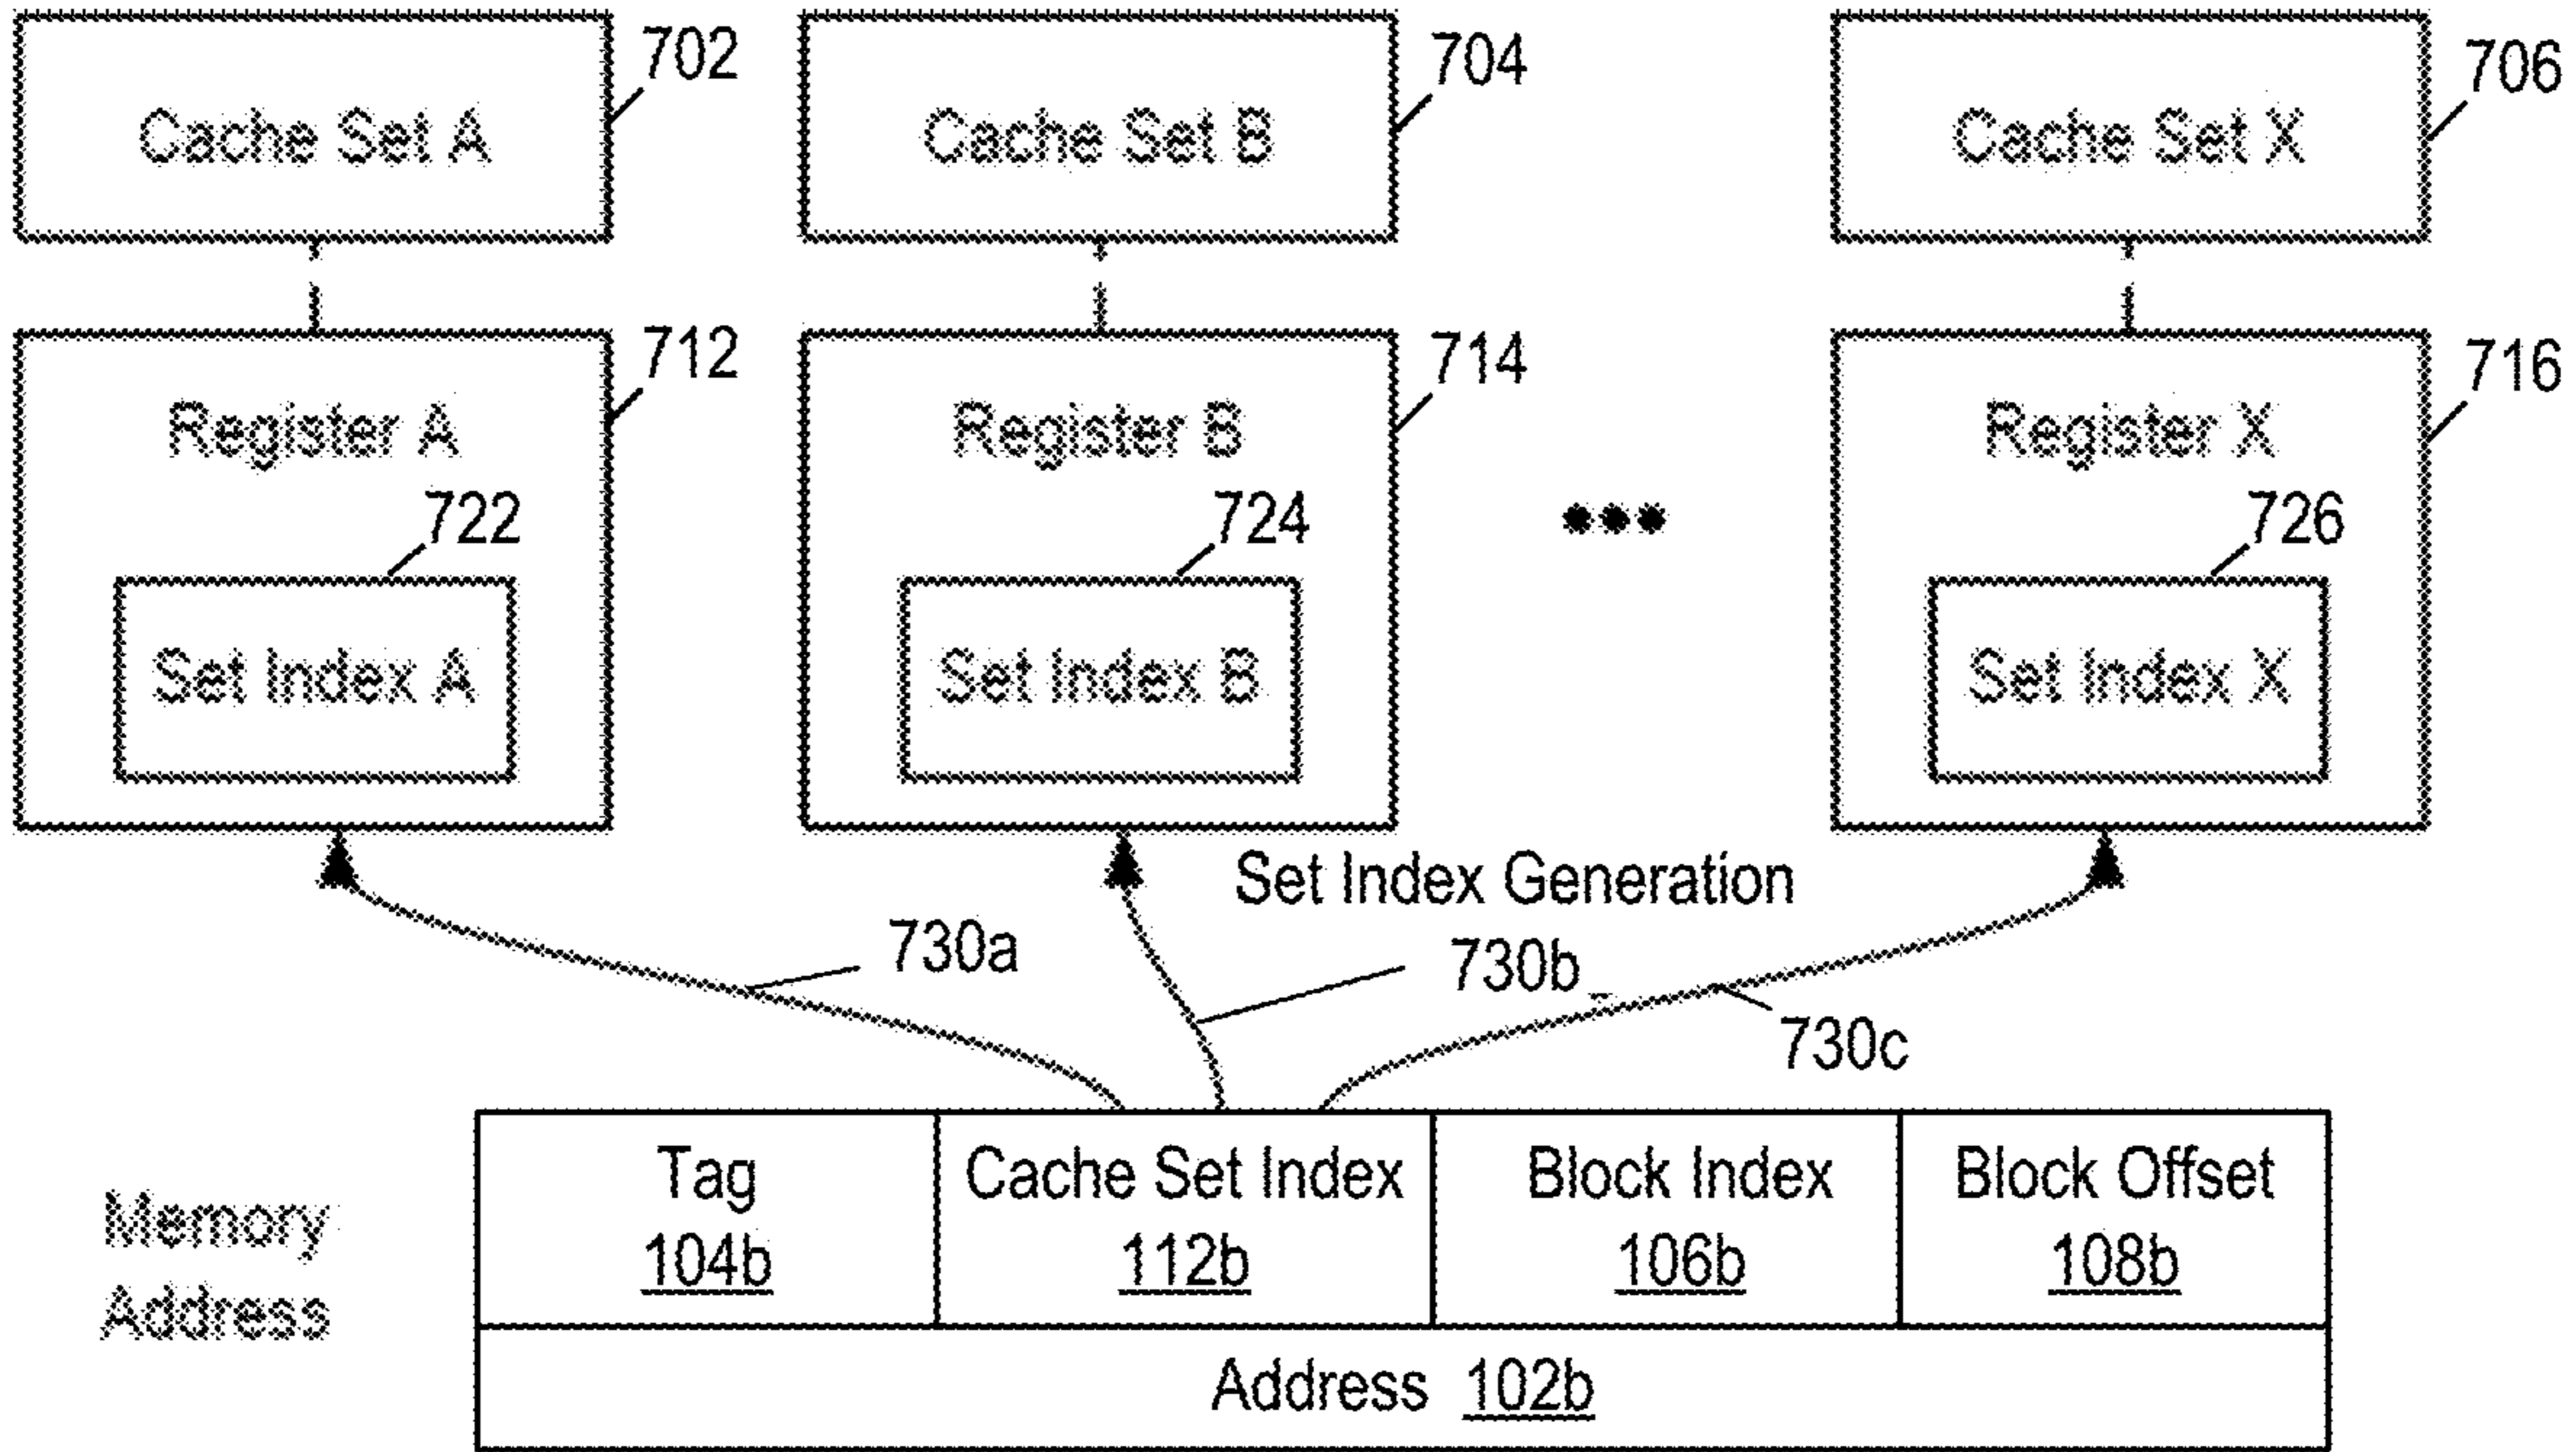 702
704
706
Cache Set A
Cache Set B
Cache Set X
712
714
716
Register A
Register B
Register X
722
724
726
Set Index A
Set Index B
Set Index X
Set Index Generation
730a
730b
730c
Memory
Address
Tag
104b
Cache Set Index
112b
Block Index
106b
Block Offset
108b
Address 102b